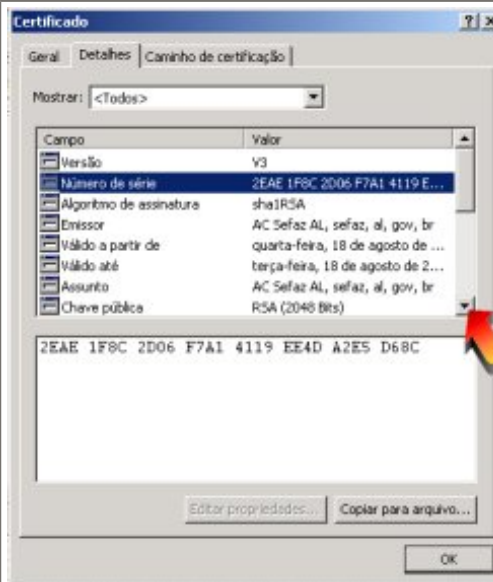 Certificado
Geral Detalhes Caminho de certificação
Mostrar: <Todos>
Campo Valor
Versão V3
Número de série 2EAE 1F8C 2D06 F7A1 4119 E...
Algoritmo de assinatura sha1RSA
Emissor AC Sefaz AL, sefaz, al, gov, br
Válido a partir de quarta-feira, 18 de agosto de ...
Válido até terça-feira, 18 de agosto de 2...
Assunto AC Sefaz AL, sefaz, al, gov, br
Chave pública RSA (2048 Bits)
2EAE 1F8C 2D06 F7A1 4119 EE4D A2E5 D68C
Editar propriedades... Copiar para arquivo...
OK